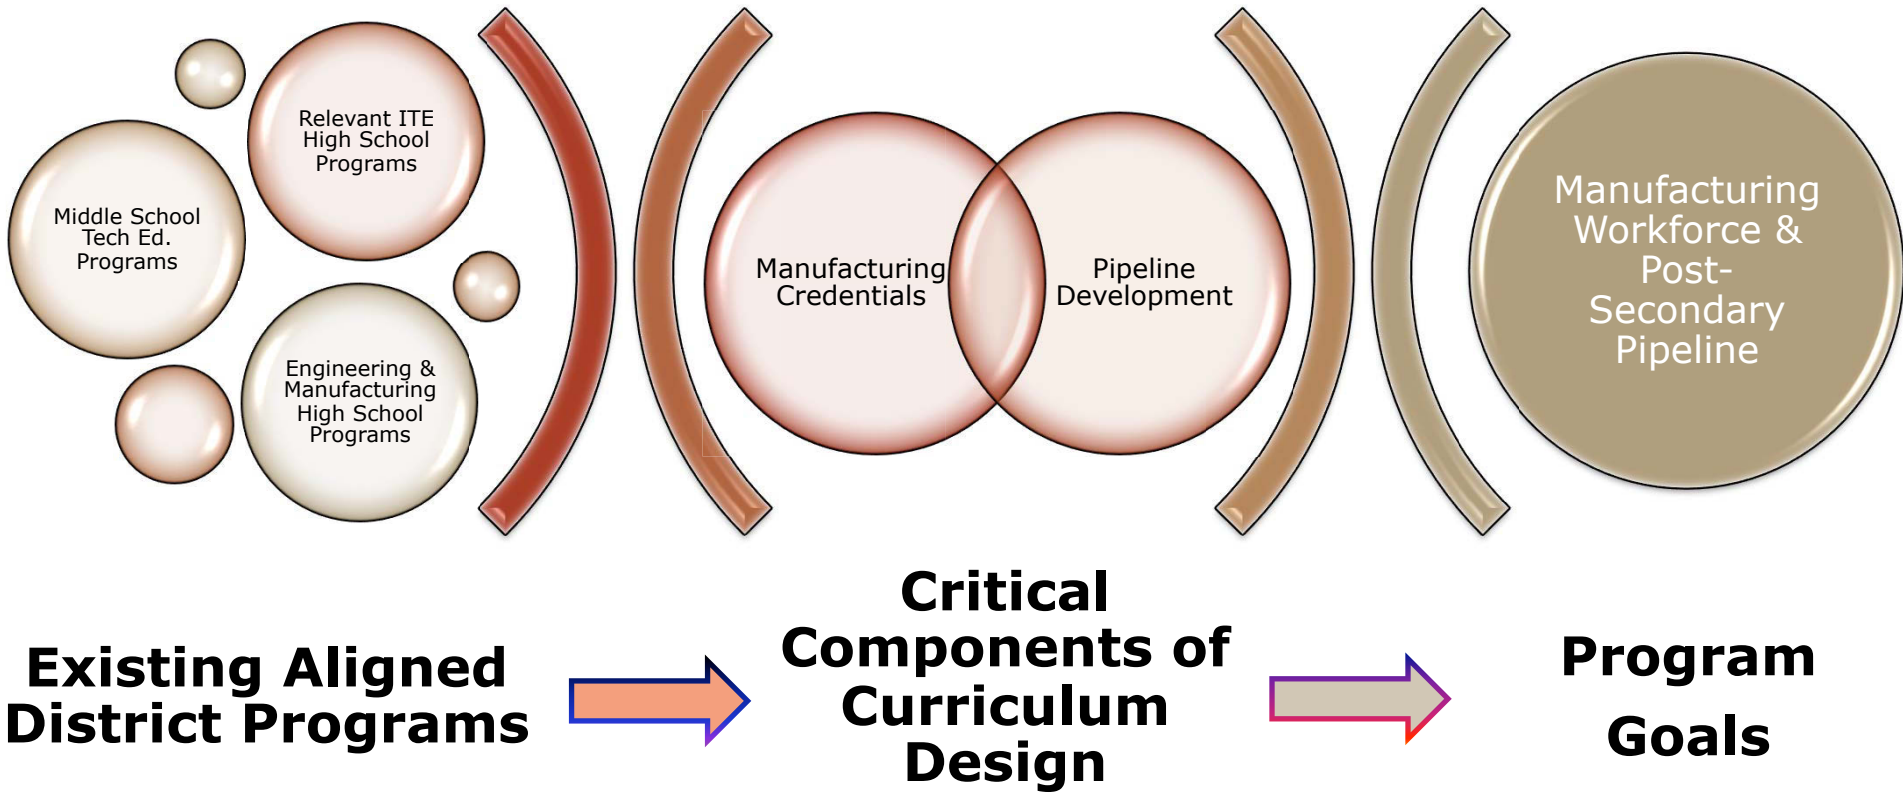 Relevant ITE
High School
Programs
Middle School
Tech Ed.
Programs
Engineering &
Manufacturing
High School
Programs
Manufacturing
Credentials
Pipeline
Development
Manufacturing
Workforce &
Post-
Secondary
Pipeline
Existing Aligned
District Programs
Critical
Components of
Curriculum
Design
Program
Goals